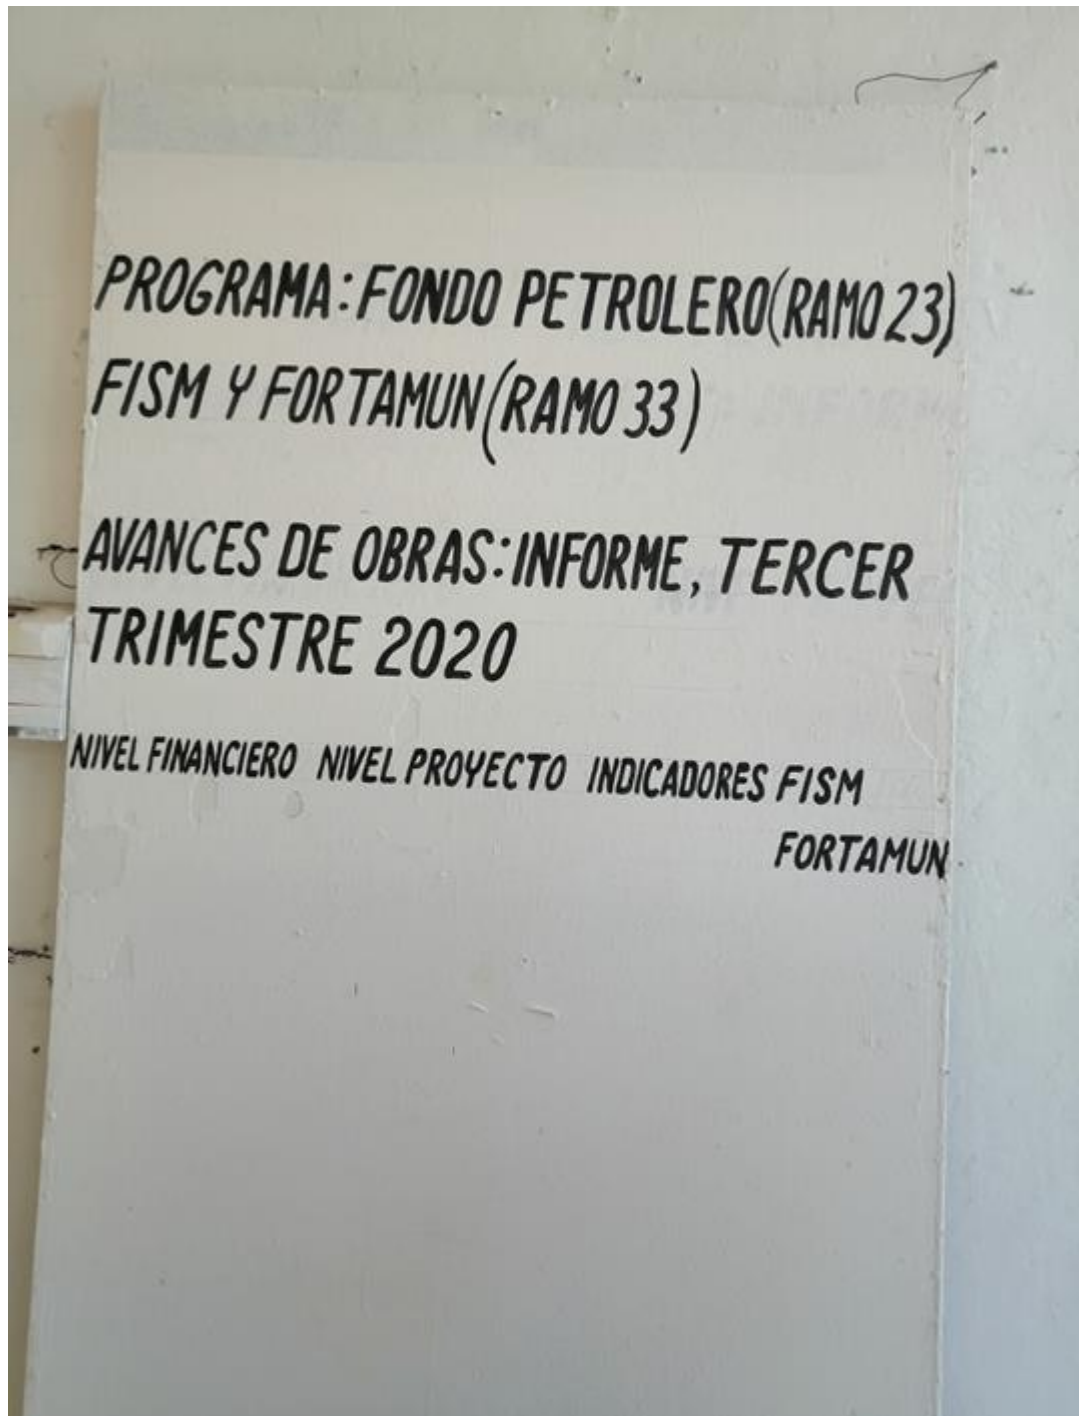 PROGRAMA: FONDO PETROLERO (RAMO 23)
FISM Y FORTAMUN (RAMO 33)
AVANCES DE OBRAS: INFORME, TERCER
TRIMESTRE 2020
NIVEL FINANCIERO NIVEL PROYECTO INDICADORES FISM
FORTAMUN